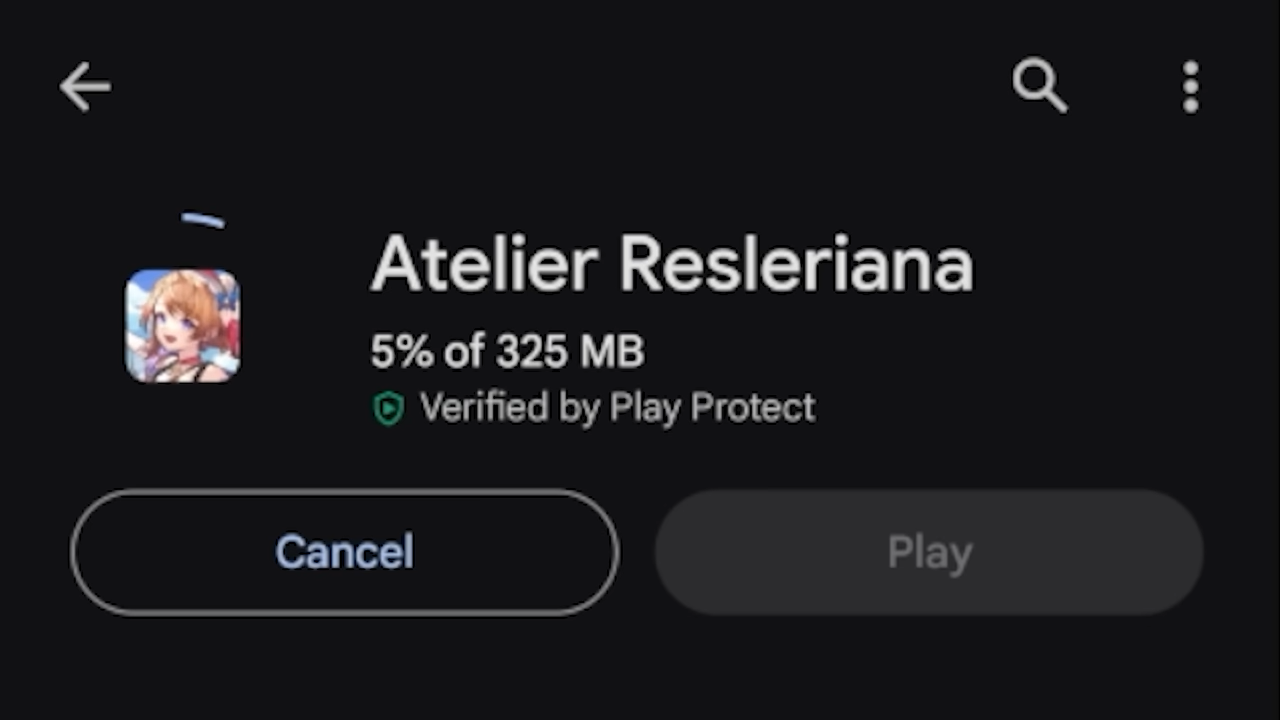 Atelier Resleriana
5% of 325 MB
Verified by Play Protect
Cancel
Play